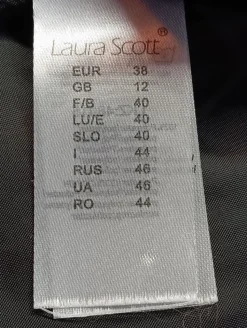 Laura Scott®
EUR 38
GB 12
F/B 40
LU/E 40
SLO 40
I 44
RUS 46
UA 46
RO 44